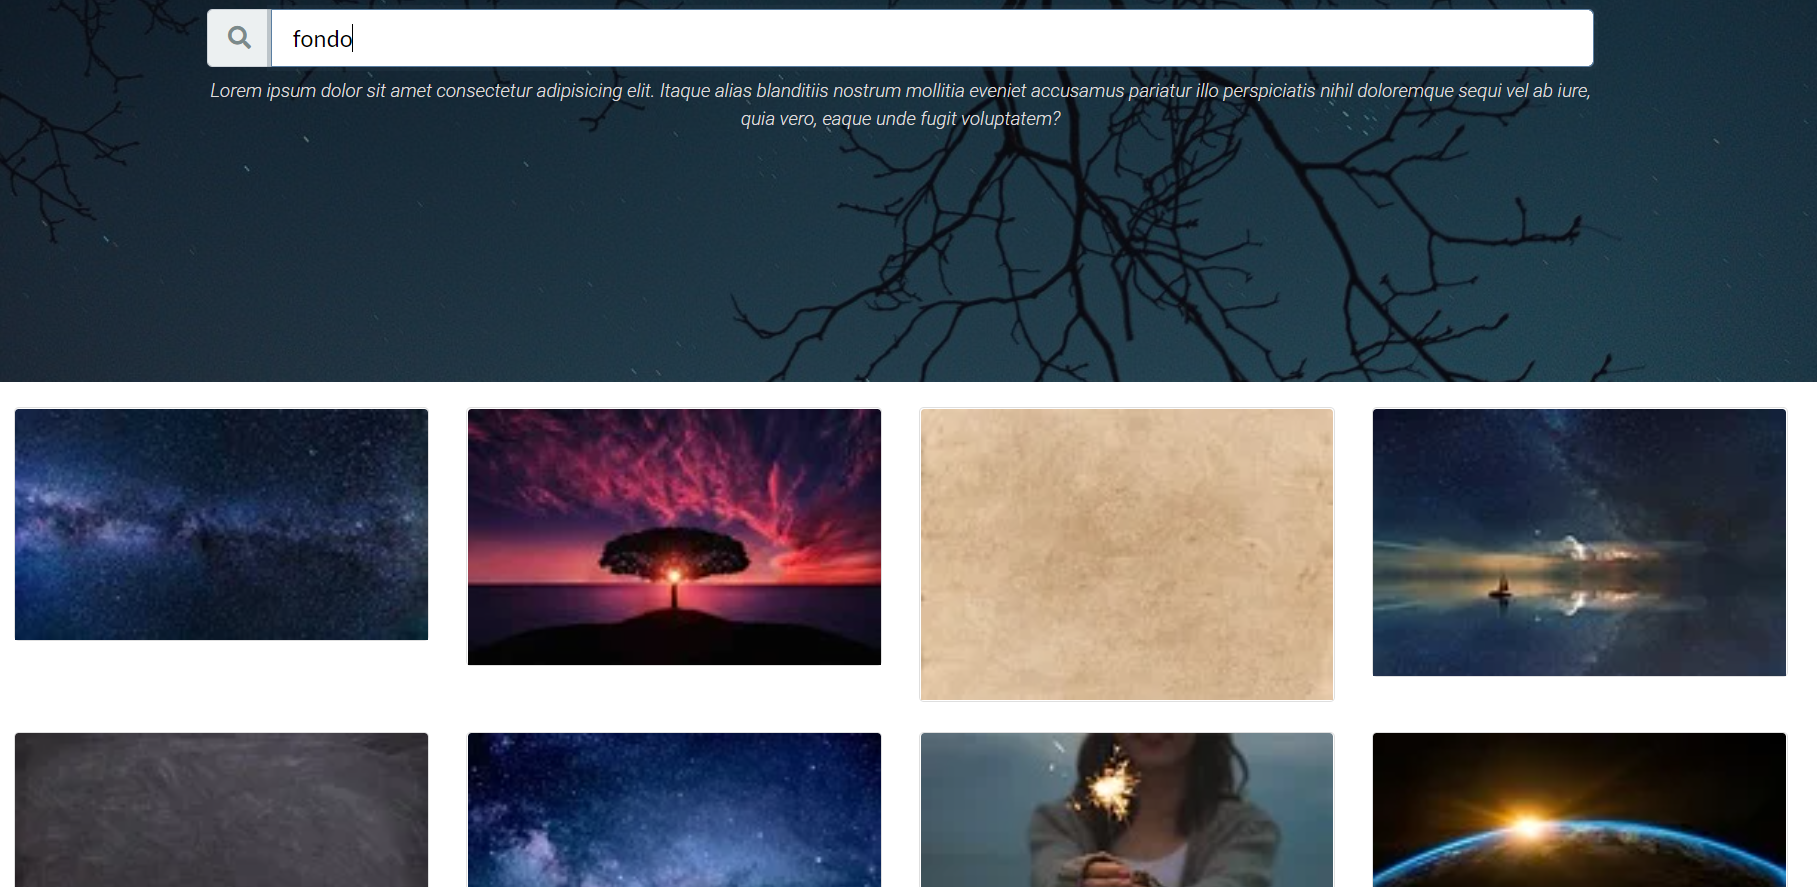 fondo
Lorem ipsum dolor sit amet consectetur adipisicing elit. Itaque alias blanditiis nostrum mollitia eveniet accusamus pariatur illo perspiciatis nihil doloremque sequi vel ab iure,
quia vero, eaque unde fugit voluptatem?